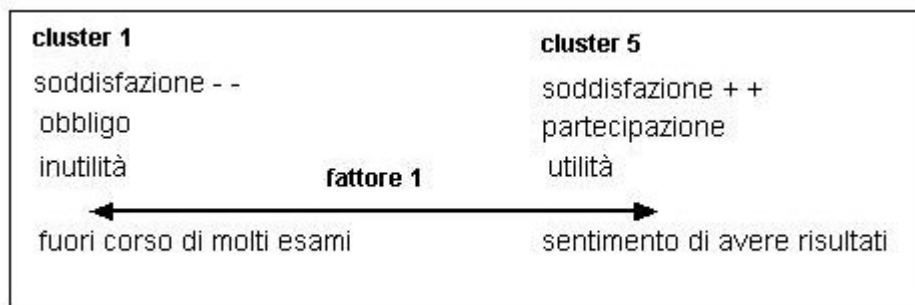 cluster 1
soddisfazione - -
obbligo
inutilità
cluster 5
soddisfazione + +
partecipazione
utilità
fattore 1
fuori corso di molti esami
sentimento di avere risultati